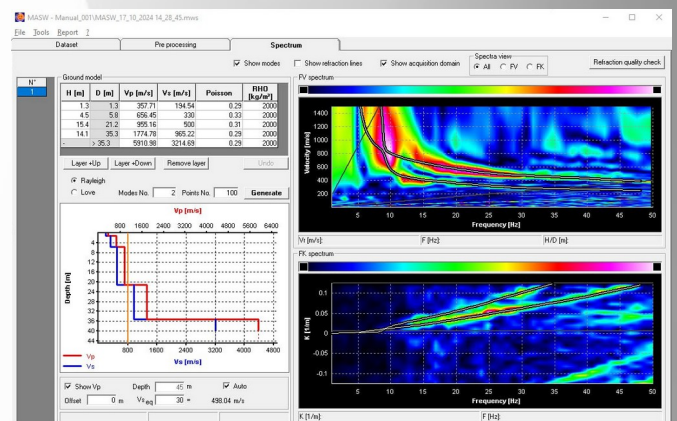 MASW - Manual_001\MASW_17_10_2024 14_28_45.mws
File Tools Report ?
Dataset Pre processing Spectrum
Show modes Show refraction lines Show acquisition domain Spectra view All FV FK Refraction quality check
N°
1
Ground model
H [m] D [m] Vp [m/s] Vs [m/s] Poisson RHO [kg/m³]
1.3 1.3 357.71 194.54 0.29 2000
4.5 5.8 656.45 330 0.33 2000
15.4 21.2 955.16 500 0.31 2000
14.1 35.3 1774.78 965.22 0.29 2000
- > 35.3 5910.98 3214.69 0.29 2000
Layer +Up Layer +Down Remove layer Undo
Rayleigh
Love Modes No. 2 Points No. 100 Generate
Vp [m/s]
800 1600 2400 3200 4000 4800 5600 6400
Depth [m]
4
8
12
16
20
24
28
32
36
40
44
800 1600 2400 3200 4000 4800
Vs [m/s]
Vp
Vs
Show Vp Depth 45 m Auto
Offset 0 m Vs eq 30 = 498.04 m/s
FV spectrum
Velocity [m/s]
1400
1200
1000
800
600
400
200
5 10 15 20 25 30 35 40 45 50
Frequency [Hz]
Vr [m/s]: F [Hz]: H/D [m]:
FK spectrum
K [1/m]
0.1
0.05
0
-0.05
-0.1
5 10 15 20 25 30 35 40 45 50
Frequency [Hz]
K [1/m]: F [Hz]: